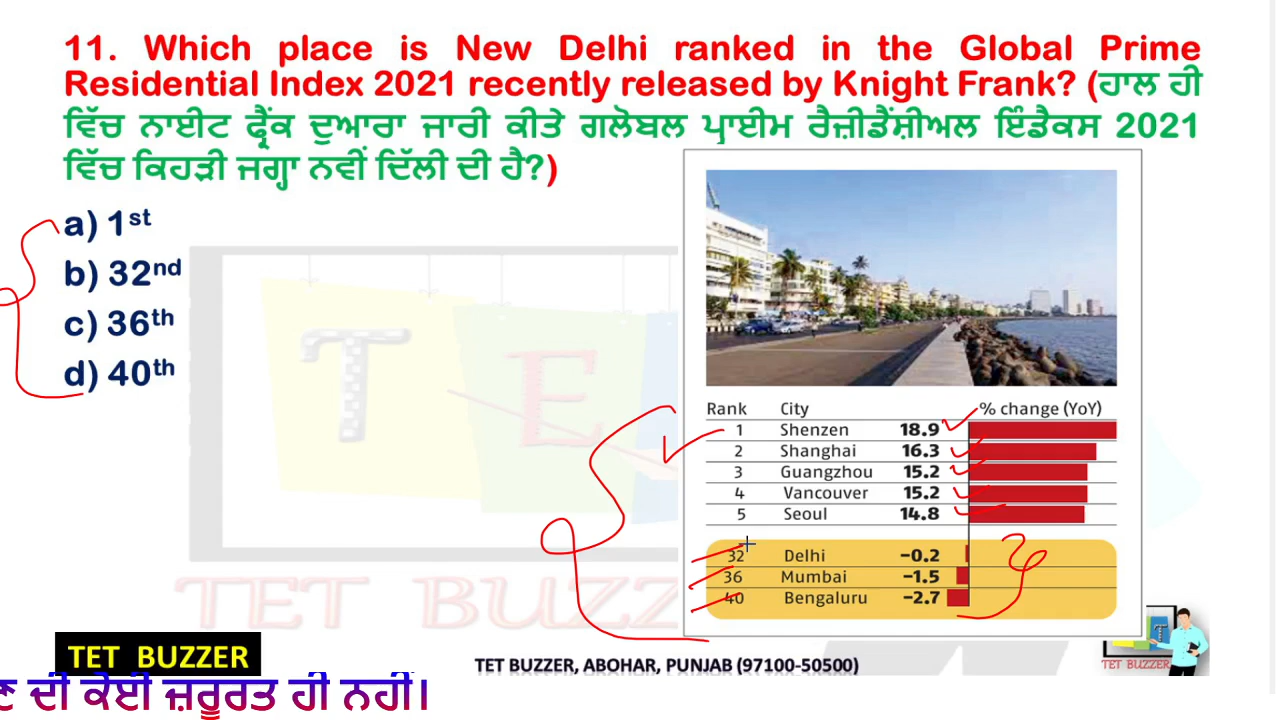 11. Which place is New Delhi ranked in the Global Prime
Residential Index 2021 recently released by Knight Frank? (ਹਾਲ ਹੀ
ਵਿੱਚ ਨਾਈਟ ਫ੍ਰੈਂਕ ਦੁਆਰਾ ਜਾਰੀ ਕੀਤੇ ਗਲੋਬਲ ਪ੍ਰਾਈਮ ਰੈਜ਼ੀਡੈਂਸ਼ੀਅਲ ਇੰਡੈਕਸ 2021
ਵਿੱਚ ਕਿਹੜੀ ਜਗ੍ਹਾ ਨਵੀਂ ਦਿੱਲੀ ਦੀ ਹੈ?)
a) 1st
b) 32nd
c) 36th
d) 40th
T E
TET BUZZ
Rank City % change (YoY)
1 Shenzen 18.9
2 Shanghai 16.3
3 Guangzhou 15.2
4 Vancouver 15.2
5 Seoul 14.8
32 Delhi −0.2
36 Mumbai −1.5
40 Bengaluru −2.7
TET BUZZER
TET BUZZER
TET BUZZER, ABOHAR, PUNJAB (97100-50500)
ਦੀ ਕੋਈ ਜ਼ਰੂਰਤ ਹੀ ਨਹੀਂ।